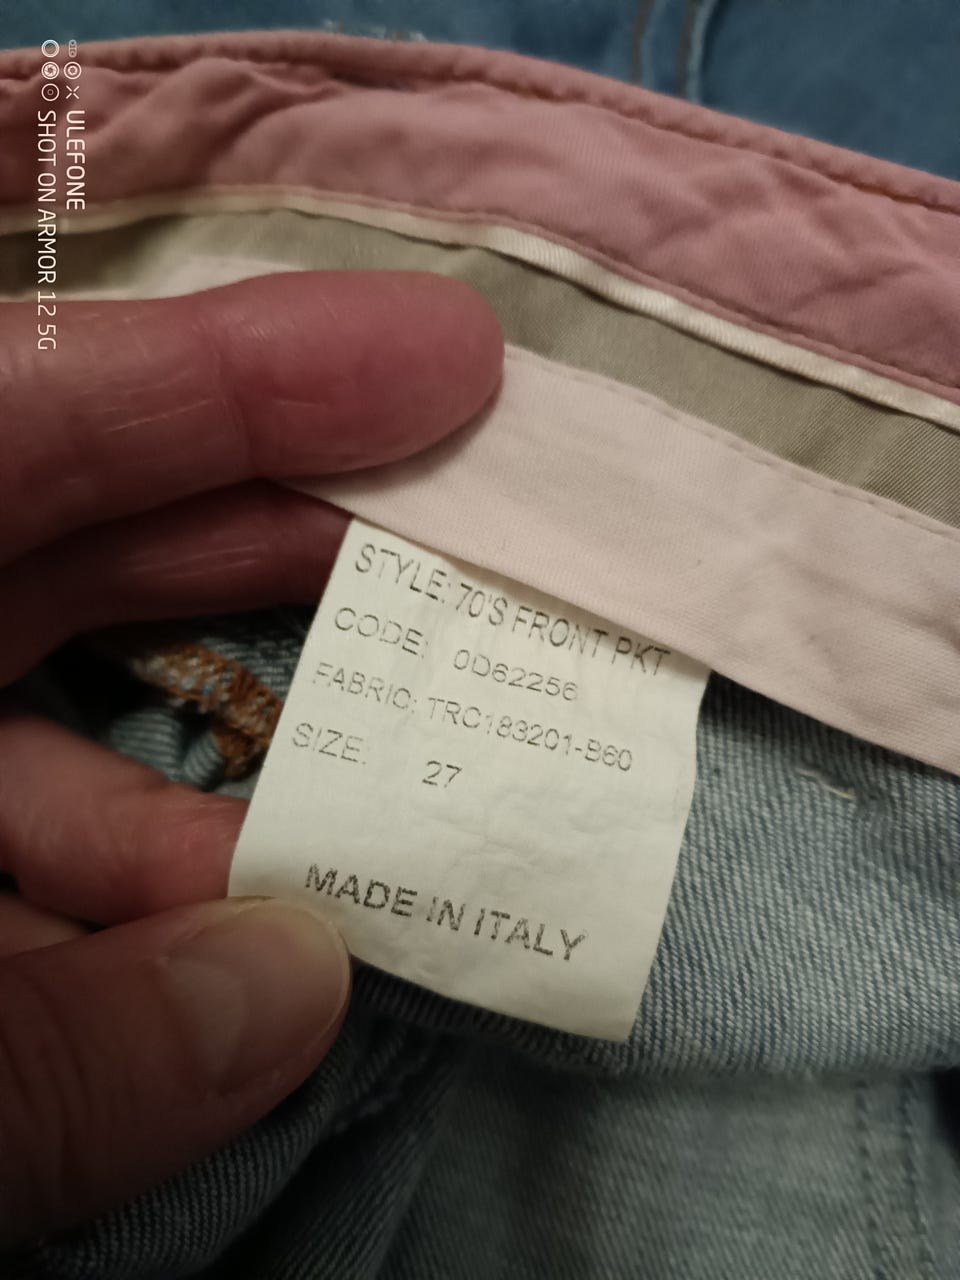 ULEFONE
SHOT ON ARMOR 12 5G
STYLE: 70'S FRONT PKT
CODE: 0D62256
FABRIC: TRC183201-B60
SIZE: 27
MADE IN ITALY